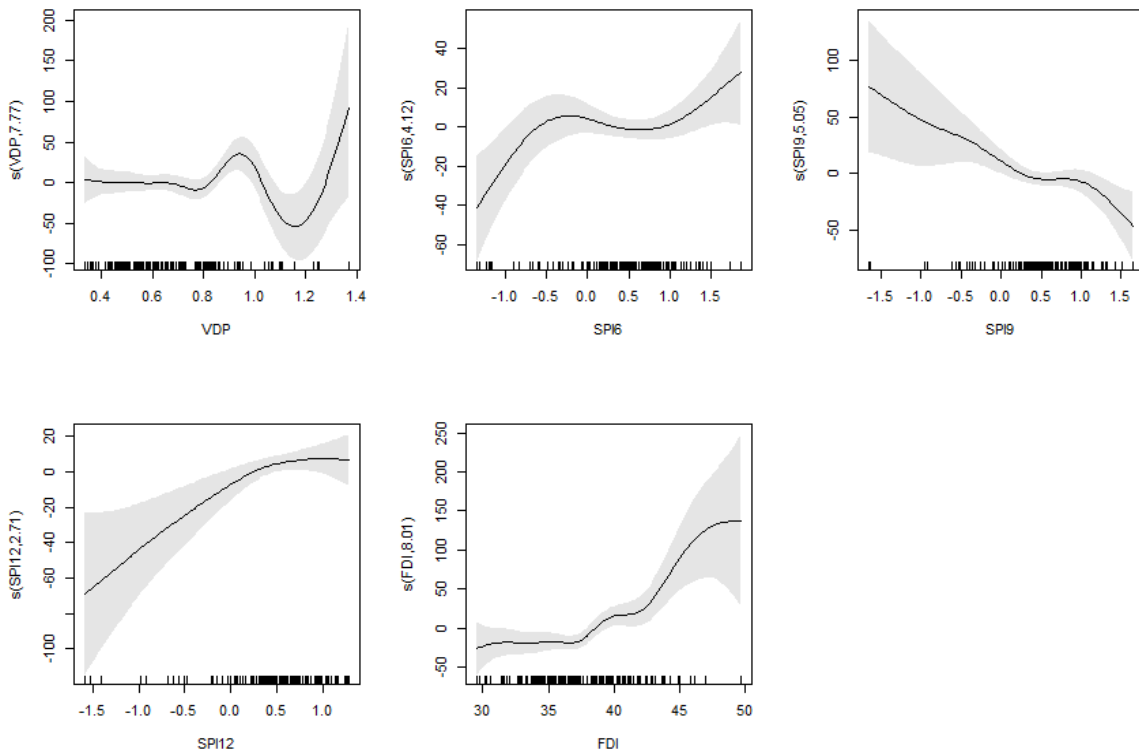 s(VDP,7.77)
200
150
100
50
0
-50
-100
0.4 0.6 0.8 1.0 1.2 1.4
VDP
s(SPI6,4.12)
40
20
0
-20
-40
-60
-1.0 -0.5 0.0 0.5 1.0 1.5
SPI6
s(SPI9,5.05)
100
50
0
-50
-1.5 -1.0 -0.5 0.0 0.5 1.0 1.5
SPI9
s(SPI12,2.71)
20
0
-20
-40
-60
-100
-1.5 -1.0 -0.5 0.0 0.5 1.0
SPI12
s(FDI,8.01)
250
200
150
100
50
0
-50
30 35 40 45 50
FDI